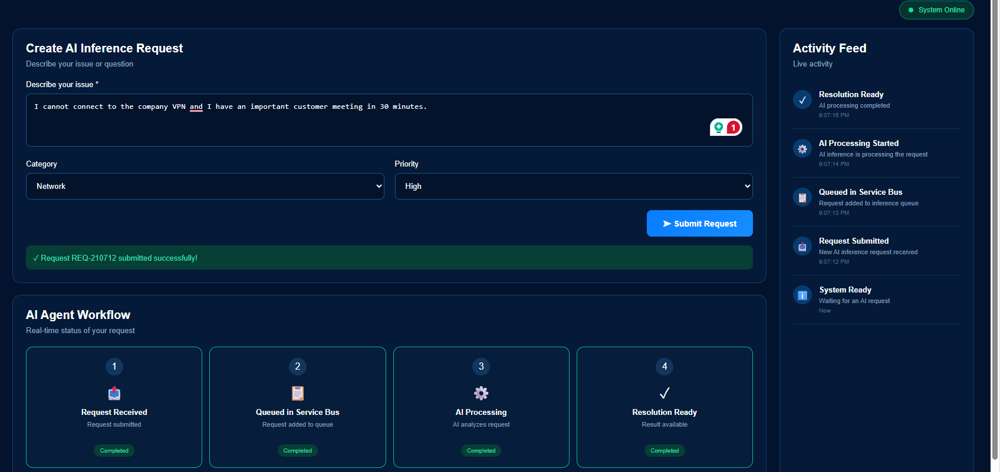 System Online
Create AI Inference Request
Describe your issue or question
Describe your issue *
I cannot connect to the company VPN and I have an important customer meeting in 30 minutes.
1
Category
Priority
Network
High
➤ Submit Request
✓ Request REQ-210712 submitted successfully!
AI Agent Workflow
Real-time status of your request
1
Request Received
Request submitted
Completed
2
Queued in Service Bus
Request added to queue
Completed
3
AI Processing
AI analyzes request
Completed
4
Resolution Ready
Result available
Completed
Activity Feed
Live activity
Resolution Ready
AI processing completed
9:07:16 PM
AI Processing Started
AI inference is processing the request
9:07:14 PM
Queued in Service Bus
Request added to inference queue
9:07:13 PM
Request Submitted
New AI inference request received
9:07:12 PM
System Ready
Waiting for an AI request
Now